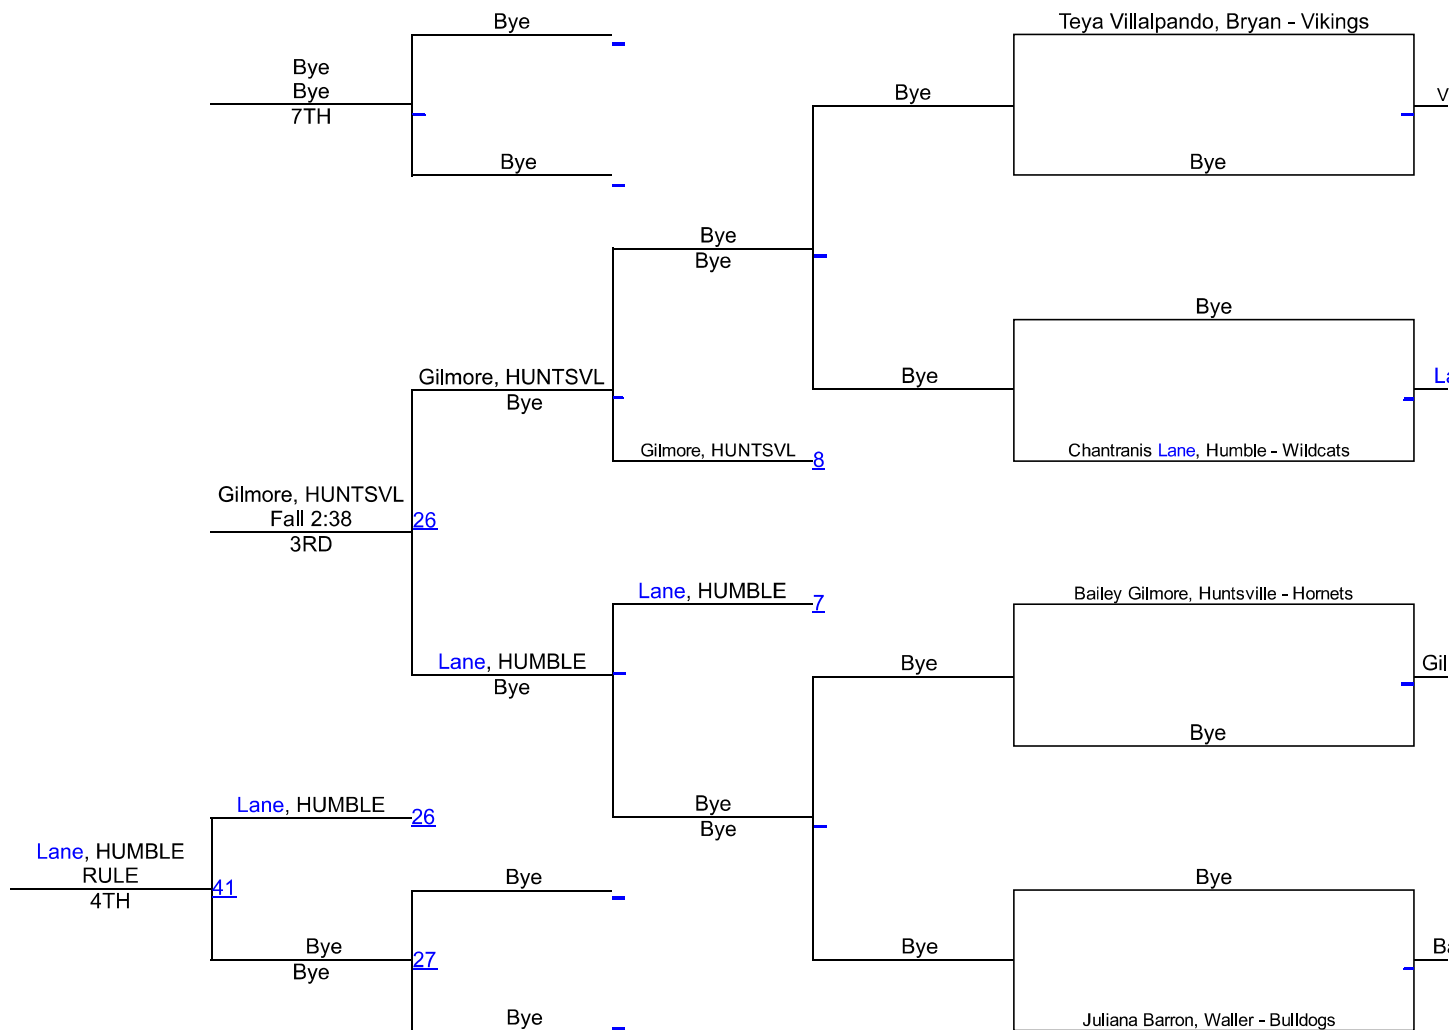 Bye
Teya Villalpando, Bryan - Vikings
Bye
Bye
7TH
Bye
V
Bye
Bye
Bye
Bye
Bye
Gilmore, HUNTSVL
Bye
Bye
La
Gilmore, HUNTSVL
8
Chantranis Lane, Humble - Wildcats
Gilmore, HUNTSVL
Fall 2:38
26
3RD
Lane, HUMBLE
7
Bailey Gilmore, Huntsville - Hornets
Lane, HUMBLE
Bye
Bye
Gil
Bye
Lane, HUMBLE
26
Bye
Bye
Lane, HUMBLE
RULE
41
4TH
Bye
Bye
Bye
Bye
27
Bye
Ba
Bye
Juliana Barron, Waller - Bulldogs